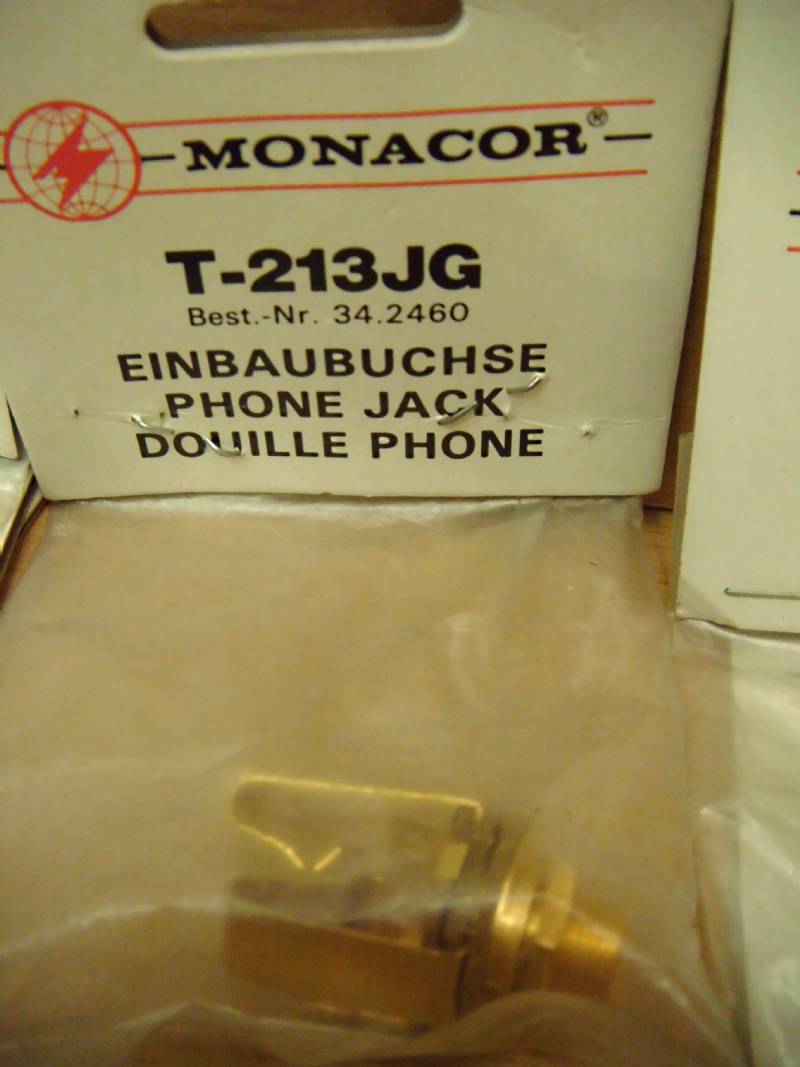 MONACOR®
T-213JG
Best.-Nr. 34.2460
EINBAUBUCHSE
PHONE JACK
DOUILLE PHONE